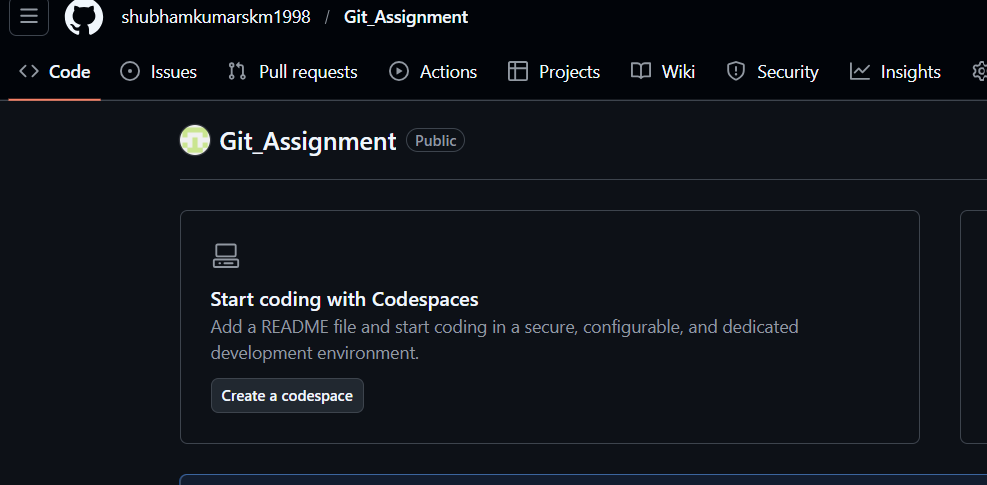 shubhamkumarskm1998 / Git_Assignment
Code Issues Pull requests Actions Projects Wiki Security Insights
Git_Assignment Public
Start coding with Codespaces
Add a README file and start coding in a secure, configurable, and dedicated
development environment.
Create a codespace